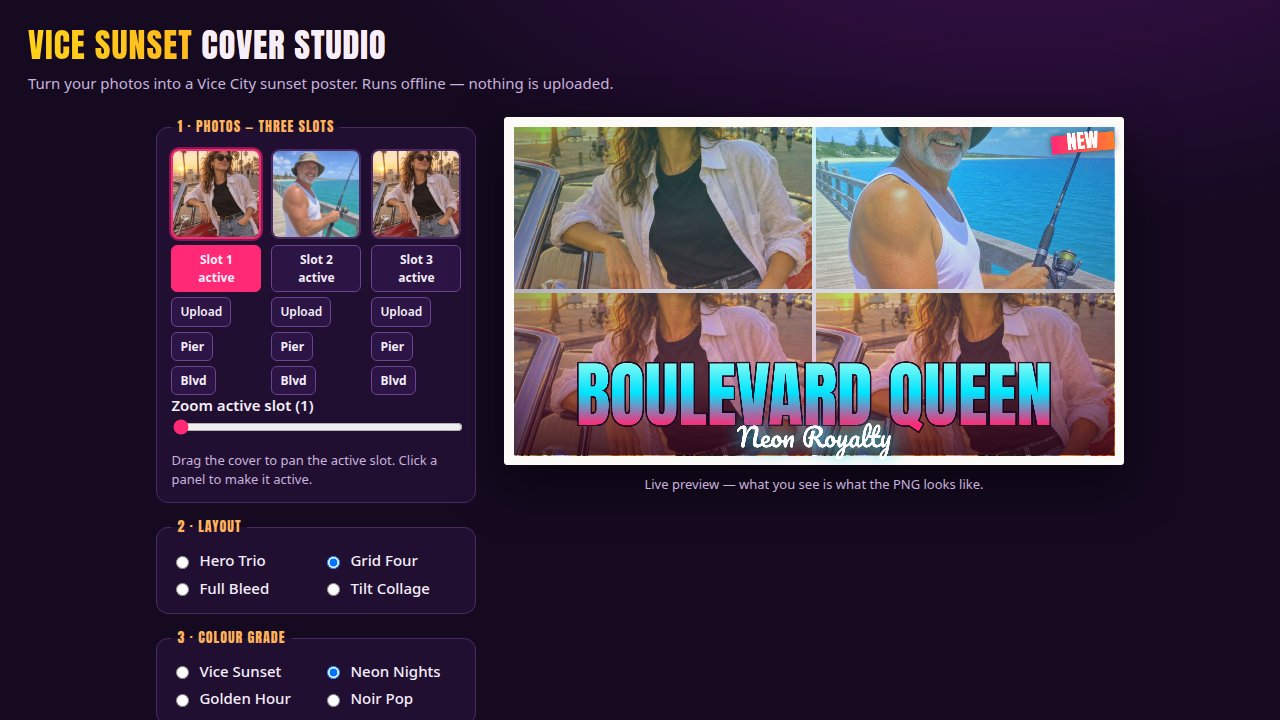 VICE SUNSET COVER STUDIO
Turn your photos into a Vice City sunset poster. Runs offline — nothing is uploaded.
1 · PHOTOS — THREE SLOTS
Slot 1 active
Slot 2 active
Slot 3 active
Upload
Upload
Upload
Pier
Pier
Pier
Blvd
Blvd
Blvd
Zoom active slot (1)
Drag the cover to pan the active slot. Click a
panel to make it active.
2 · LAYOUT
Hero Trio
Grid Four
Full Bleed
Tilt Collage
3 · COLOUR GRADE
Vice Sunset
Neon Nights
Golden Hour
Noir Pop
NEW
BOULEVARD QUEEN
Neon Royalty
Live preview — what you see is what the PNG looks like.